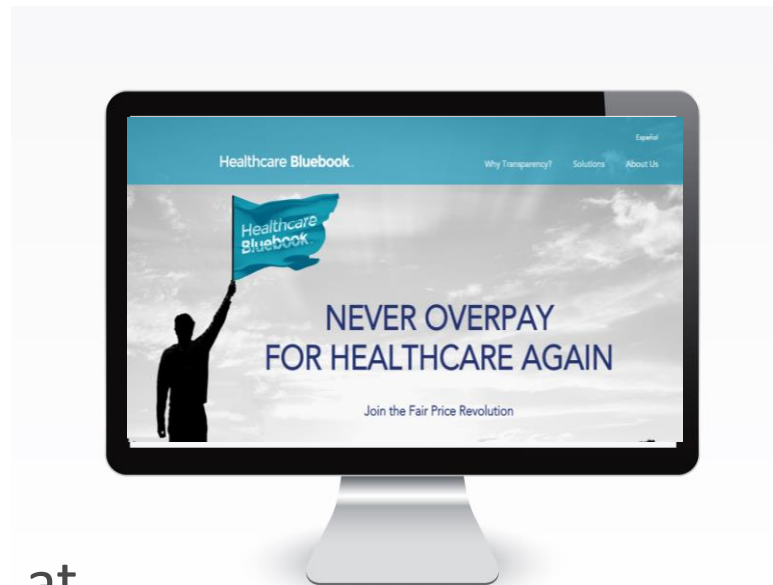 Español
Healthcare Bluebook™ Why Transparency? Solutions About Us
Healthcare
Bluebook
NEVER OVERPAY
FOR HEALTHCARE AGAIN
Join the Fair Price Revolution
at